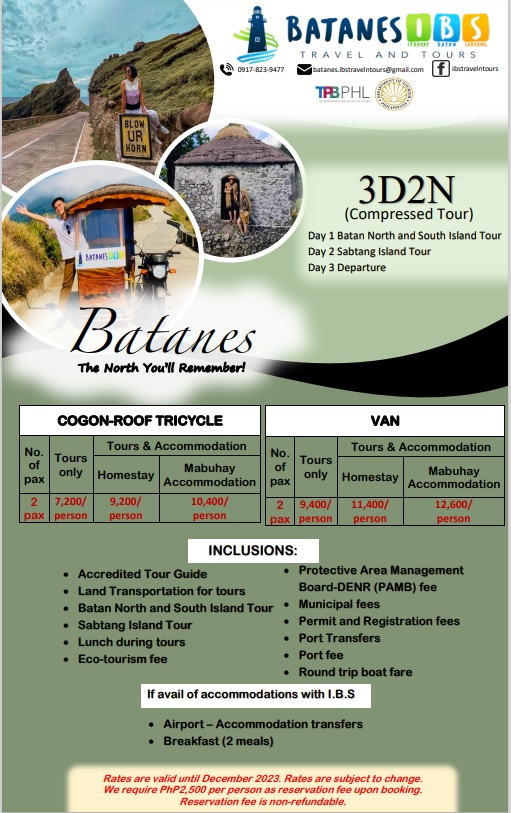 BATANES I.B.S
ITBAYAT BATAN SABTANG
TRAVEL AND TOURS
0917-823-9477 batanes.ibstravelntours@gmail.com ibstravelntours
TPBPHL
BLOW
UR
HORN
BATANES I.B.S
3D2N
(Compressed Tour)
Day 1 Batan North and South Island Tour
Day 2 Sabtang Island Tour
Day 3 Departure
Batanes
The North You'll Remember!
COGON-ROOF TRICYCLE
No. of pax Tours only Tours & Accommodation
Homestay Mabuhay Accommodation
2 pax 7,200/ person 9,200/ person 10,400/ person
VAN
No. of pax Tours only Tours & Accommodation
Homestay Mabuhay Accommodation
2 pax 9,400/ person 11,400/ person 12,600/ person
INCLUSIONS:
• Accredited Tour Guide
• Land Transportation for tours
• Batan North and South Island Tour
• Sabtang Island Tour
• Lunch during tours
• Eco-tourism fee
• Protective Area Management
Board-DENR (PAMB) fee
• Municipal fees
• Permit and Registration fees
• Port Transfers
• Port fee
• Round trip boat fare
If avail of accommodations with I.B.S
• Airport – Accommodation transfers
• Breakfast (2 meals)
Rates are valid until December 2023. Rates are subject to change.
We require PhP2,500 per person as reservation fee upon booking.
Reservation fee is non-refundable.